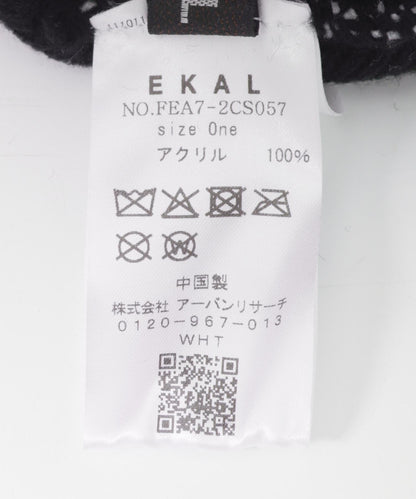 EKAL
NO.FEA7-2CS057
size One
アクリル 100%
中国製
株式会社 アーバンリサーチ
0120-967-013
WHT